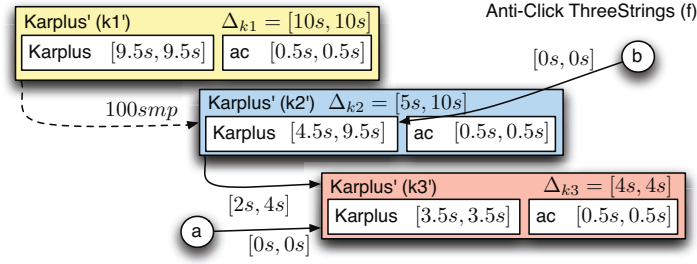 Anti-Click ThreeStrings (f)
Karplus' (k1') Δk1 = [10s, 10s]
Karplus [9.5s, 9.5s] ac [0.5s, 0.5s]
[0s, 0s]
b
100smp
Karplus' (k2') Δk2 = [5s, 10s]
Karplus [4.5s, 9.5s] ac [0.5s, 0.5s]
Karplus' (k3') Δk3 = [4s, 4s]
[2s, 4s]
Karplus [3.5s, 3.5s] ac [0.5s, 0.5s]
a
[0s, 0s]